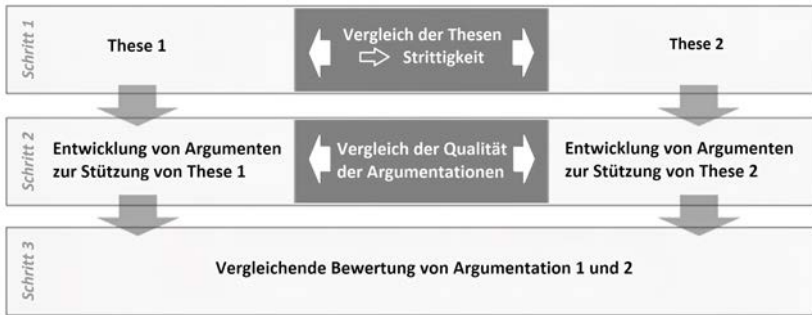 Schritt 1
These 1
Vergleich der Thesen
Strittigkeit
These 2
Schritt 2
Entwicklung von Argumenten
zur Stützung von These 1
Vergleich der Qualität
der Argumentationen
Entwicklung von Argumenten
zur Stützung von These 2
Schritt 3
Vergleichende Bewertung von Argumentation 1 und 2